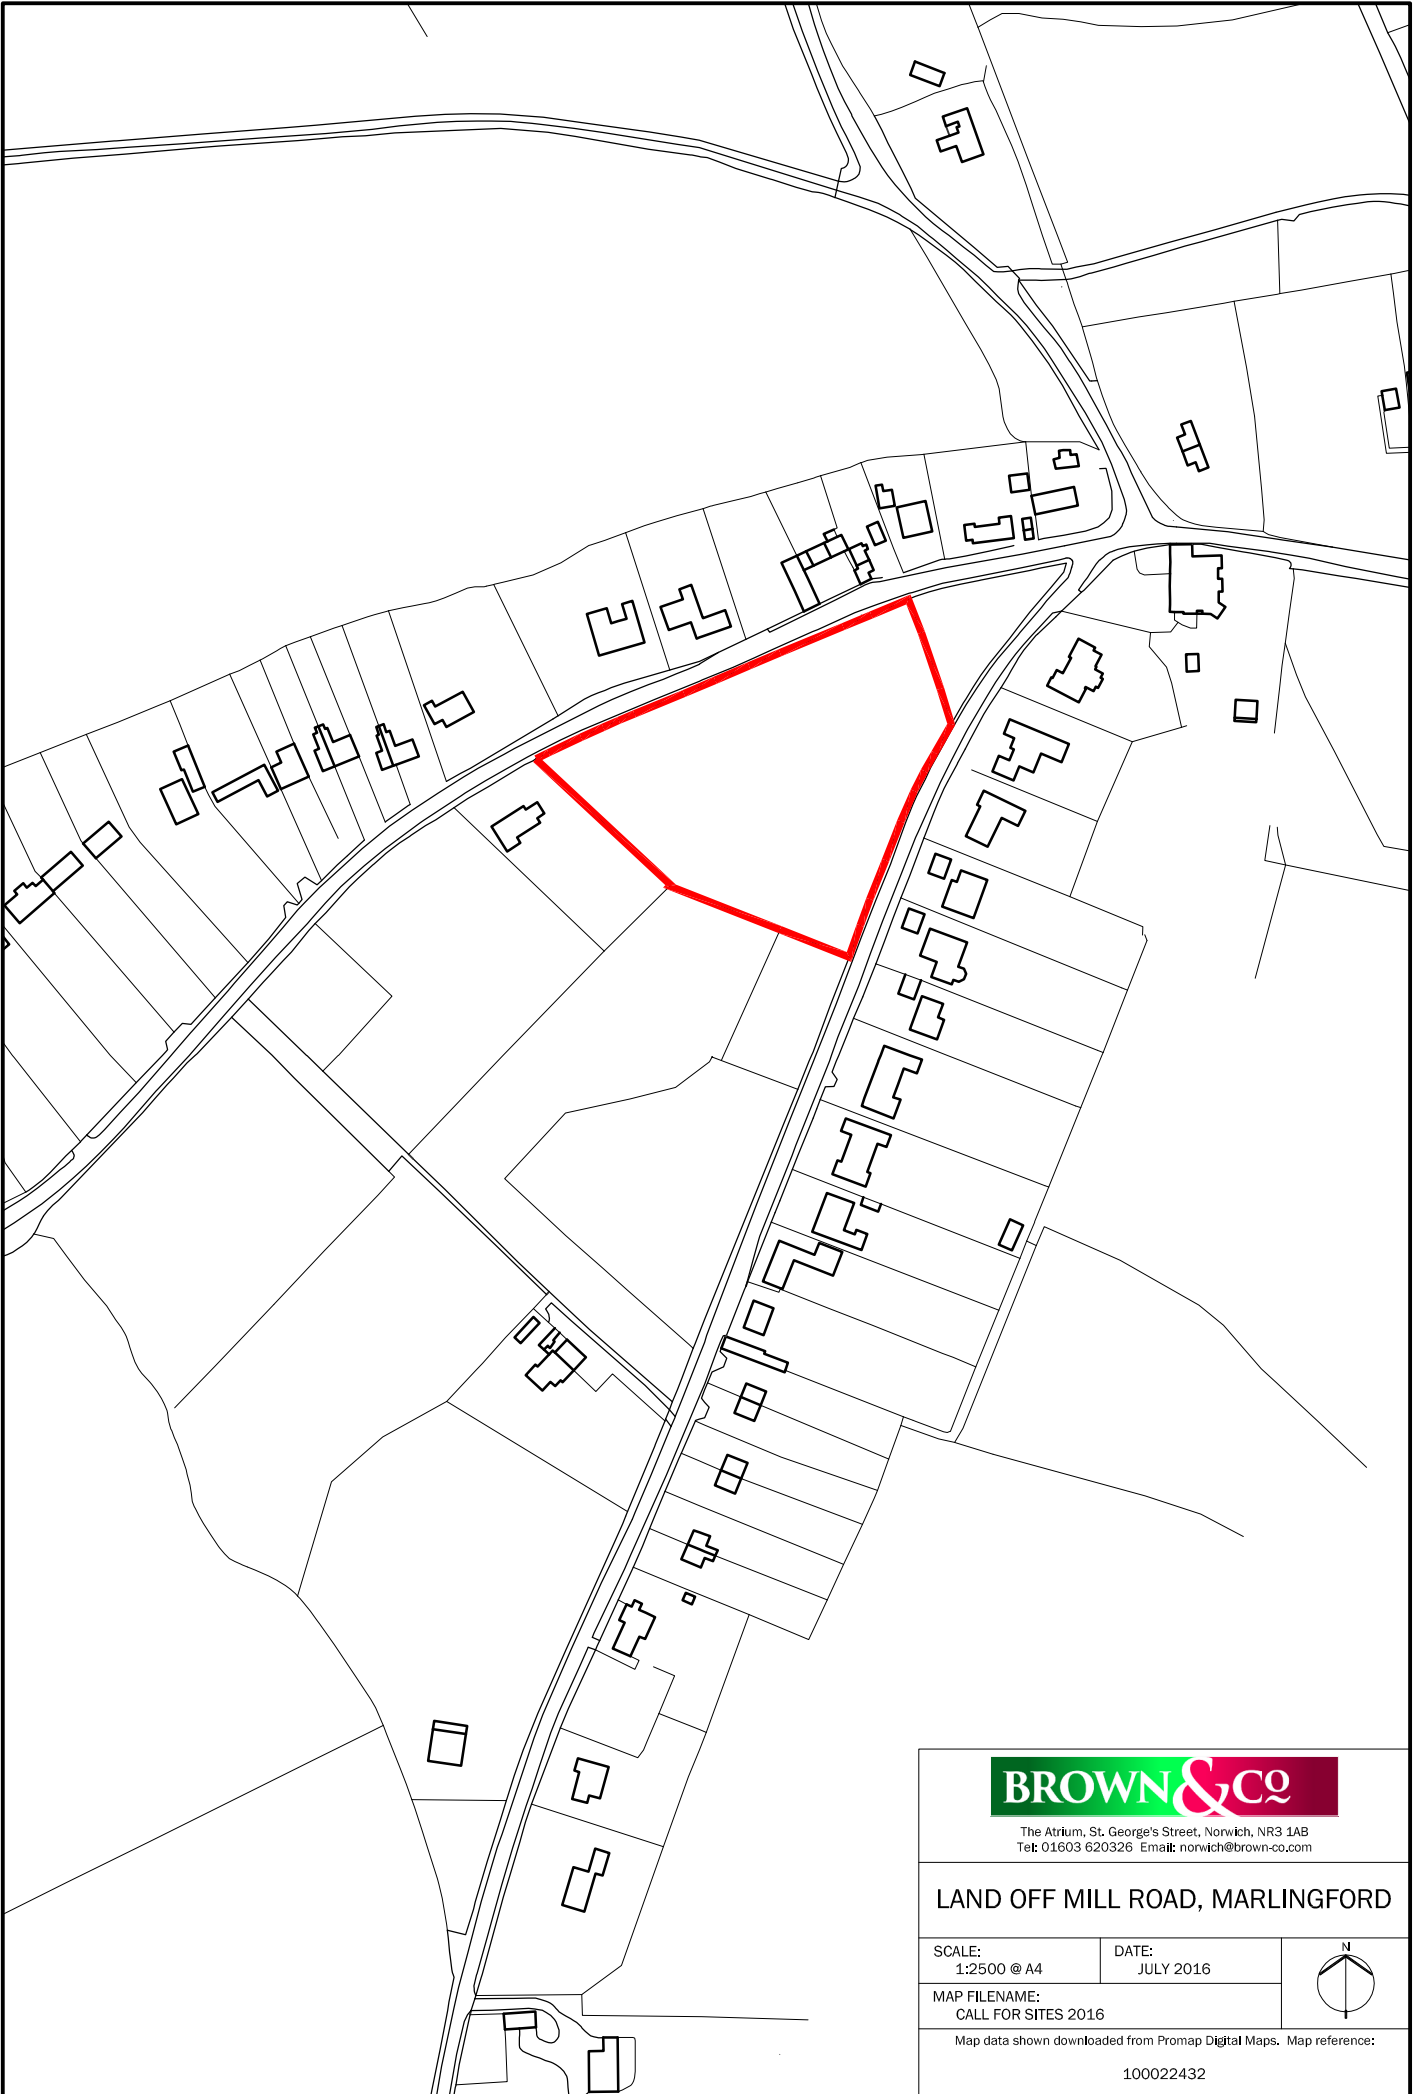 BROWN&CO
The Atrium, St. George's Street, Norwich, NR3 1AB
Tel: 01603 620326 Email: norwich@brown-co.com
LAND OFF MILL ROAD, MARLINGFORD
SCALE:
1:2500 @ A4
DATE:
JULY 2016
N
MAP FILENAME:
CALL FOR SITES 2016
Map data shown downloaded from Promap Digital Maps. Map reference:
100022432